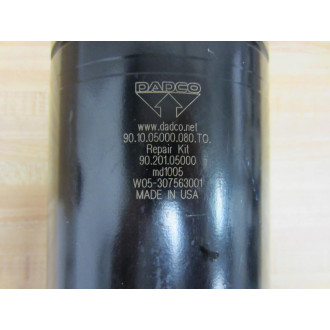 DADCO
www.dadco.net
90.10.05000.080.TO.
Repair Kit
90.201.05000
md1005
W05-307563001
MADE IN USA